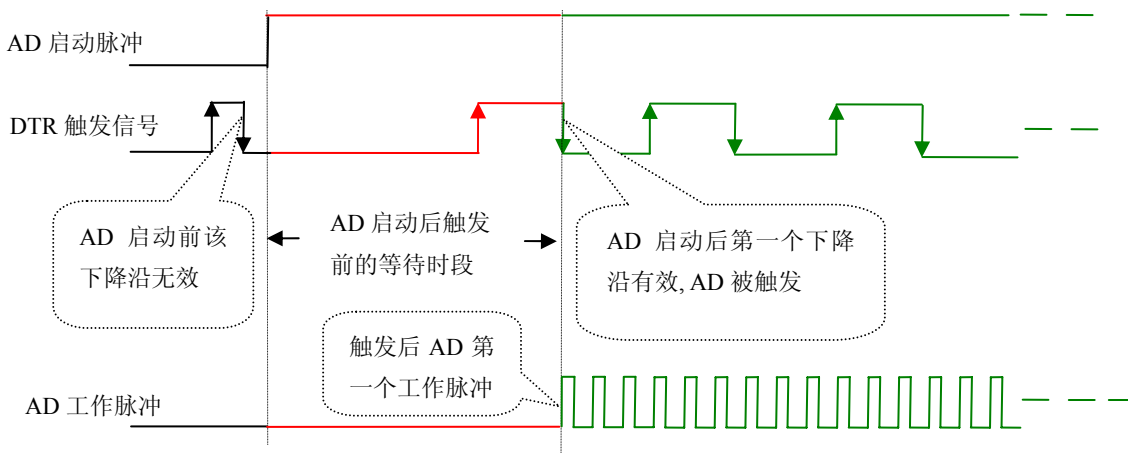 AD 启动脉冲
DTR 触发信号
AD 启动前该
下降沿无效
AD 启动后触发
前的等待时段
AD 启动后第一个下降
沿有效, AD 被触发
触发后 AD 第
一个工作脉冲
AD 工作脉冲